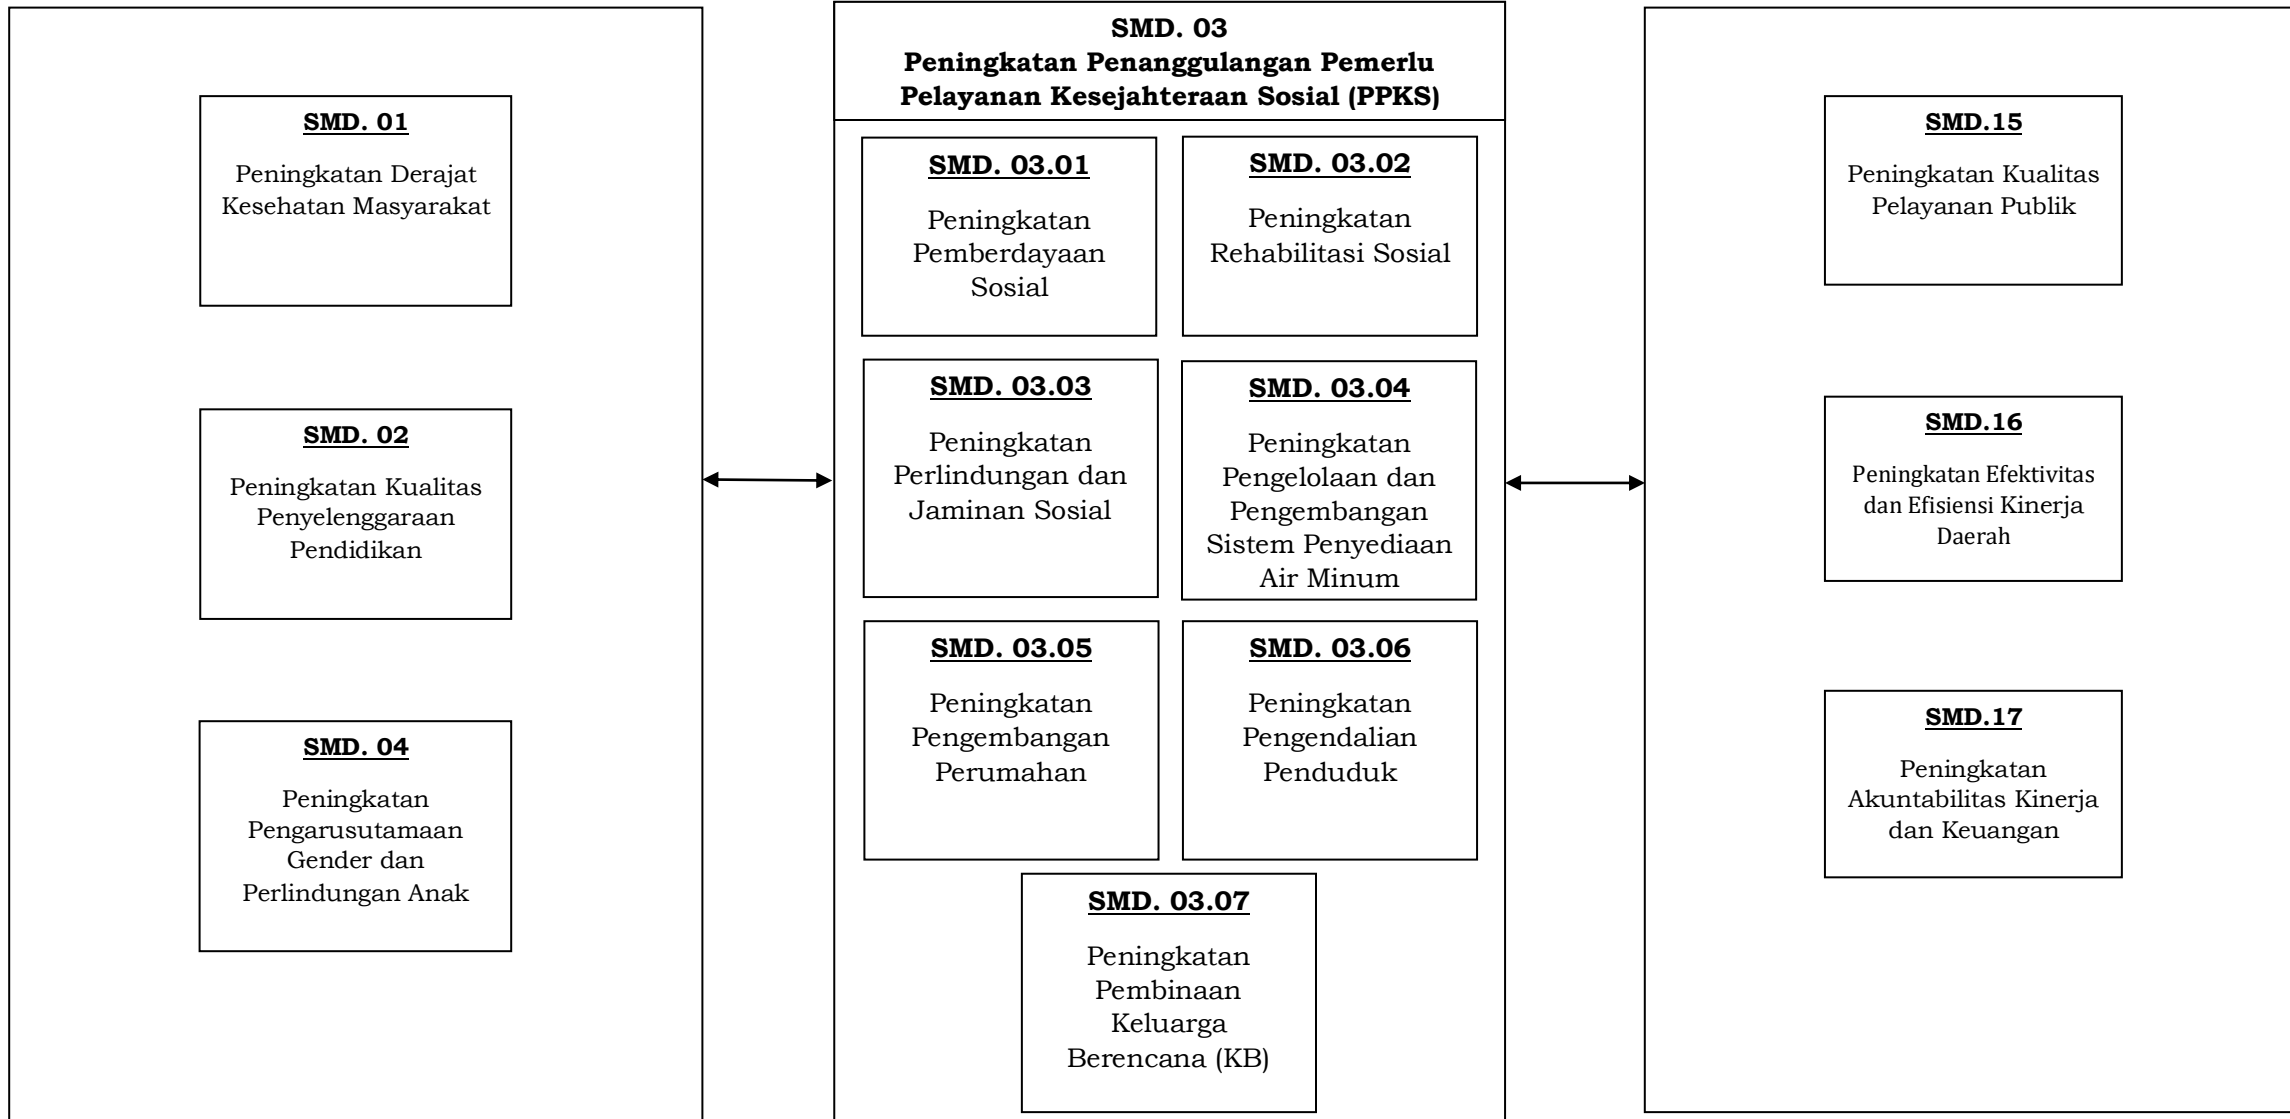 SMD. 01
Peningkatan Derajat
Kesehatan Masyarakat
SMD. 02
Peningkatan Kualitas
Penyelenggaraan
Pendidikan
SMD. 04
Peningkatan
Pengarusutamaan
Gender dan
Perlindungan Anak
SMD. 03
Peningkatan Penanggulangan Pemerlu
Pelayanan Kesejahteraan Sosial (PPKS)
SMD. 03.01
Peningkatan
Pemberdayaan
Sosial
SMD. 03.02
Peningkatan
Rehabilitasi Sosial
SMD. 03.03
Peningkatan
Perlindungan dan
Jaminan Sosial
SMD. 03.04
Peningkatan
Pengelolaan dan
Pengembangan
Sistem Penyediaan
Air Minum
SMD. 03.05
Peningkatan
Pengembangan
Perumahan
SMD. 03.06
Peningkatan
Pengendalian
Penduduk
SMD. 03.07
Peningkatan
Pembinaan
Keluarga
Berencana (KB)
SMD.15
Peningkatan Kualitas
Pelayanan Publik
SMD.16
Peningkatan Efektivitas
dan Efisiensi Kinerja
Daerah
SMD.17
Peningkatan
Akuntabilitas Kinerja
dan Keuangan